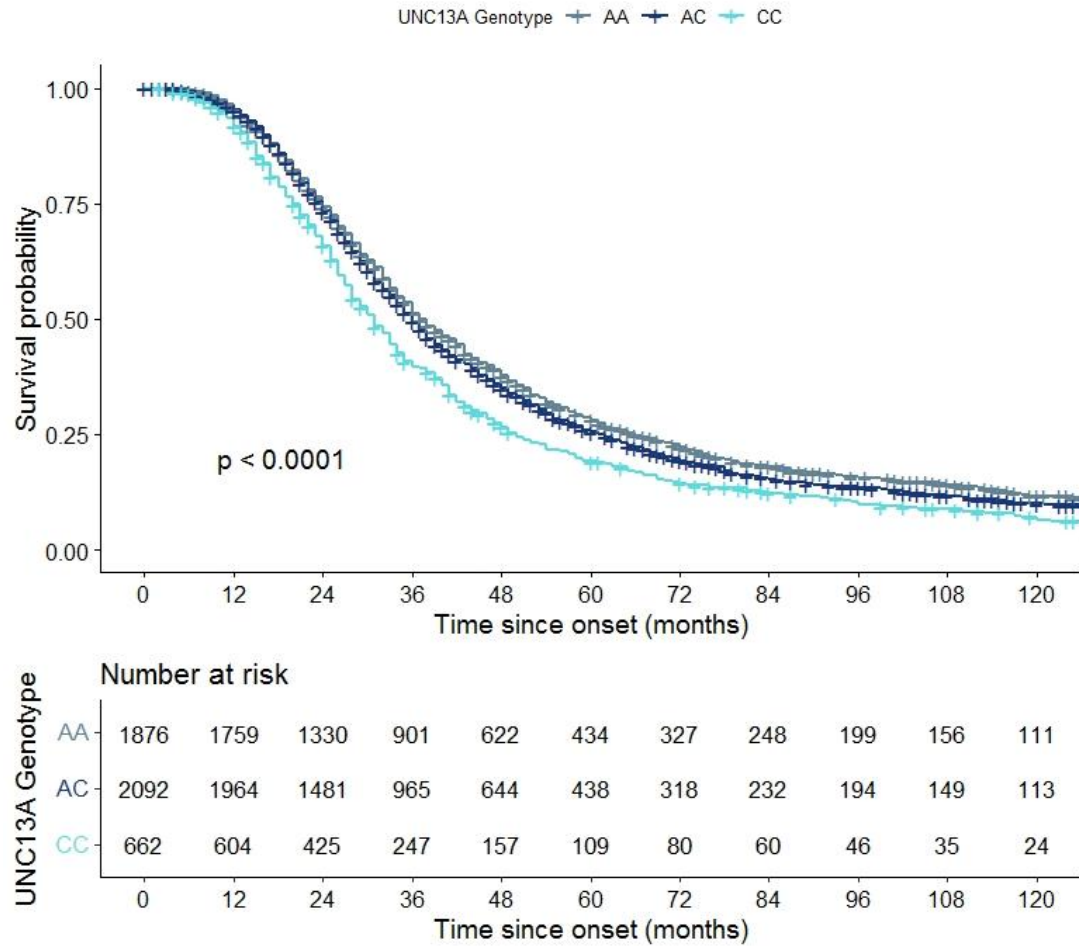 UNC13A Genotype AA AC CC
Survival probability
1.00
0.75
0.50
0.25
0.00
p < 0.0001
0 12 24 36 48 60 72 84 96 108 120
Time since onset (months)
Number at risk
UNC13A Genotype
AA 1876 1759 1330 901 622 434 327 248 199 156 111
AC 2092 1964 1481 965 644 438 318 232 194 149 113
CC 662 604 425 247 157 109 80 60 46 35 24
0 12 24 36 48 60 72 84 96 108 120
Time since onset (months)